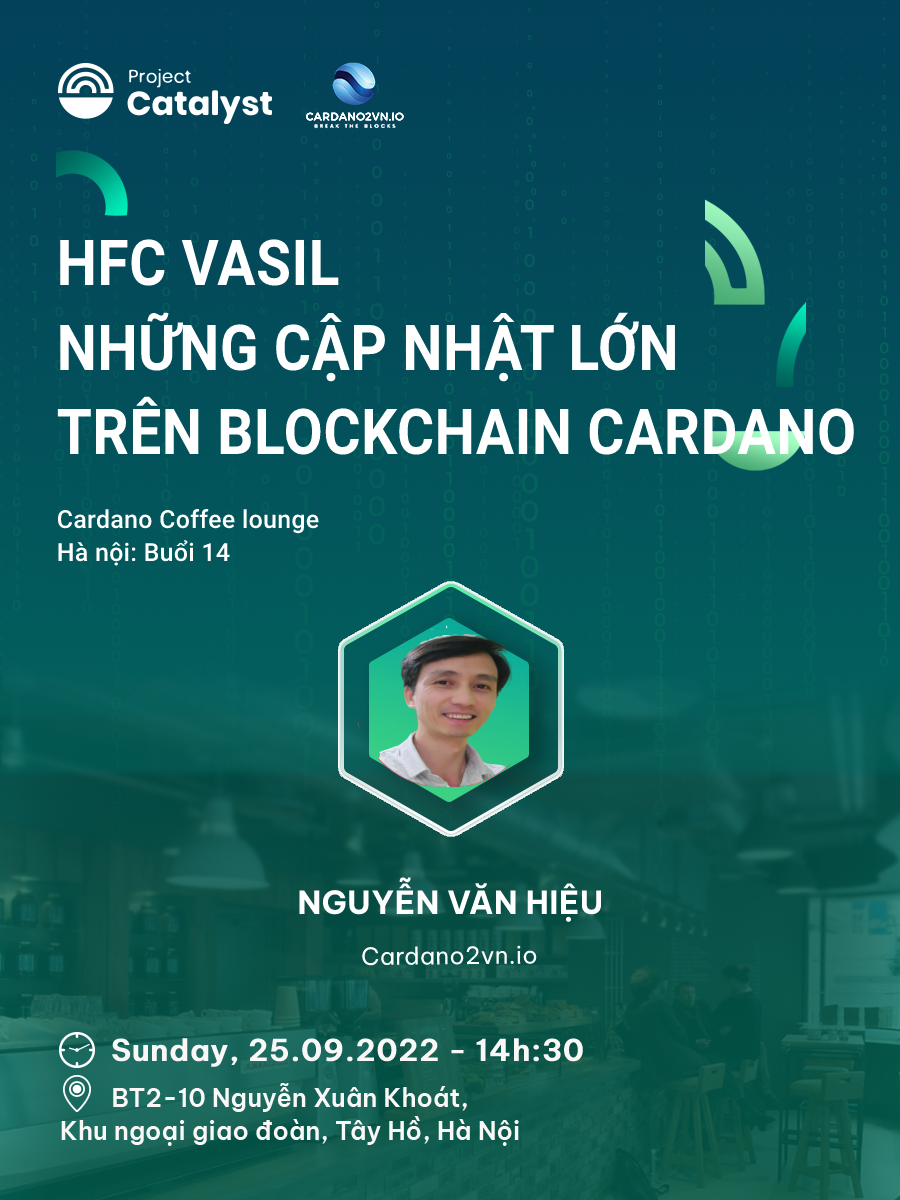 Project
Catalyst
CARDANO2VN.IO
BREAK THE BLOCKS
HFC VASIL
NHỮNG CẬP NHẬT LỚN
TRÊN BLOCKCHAIN CARDANO
Cardano Coffee lounge
Hà nội: Buổi 14
NGUYỄN VĂN HIỆU
Cardano2vn.io
Sunday, 25.09.2022 - 14h:30
BT2-10 Nguyễn Xuân Khoát,
Khu ngoại giao đoàn, Tây Hồ, Hà Nội